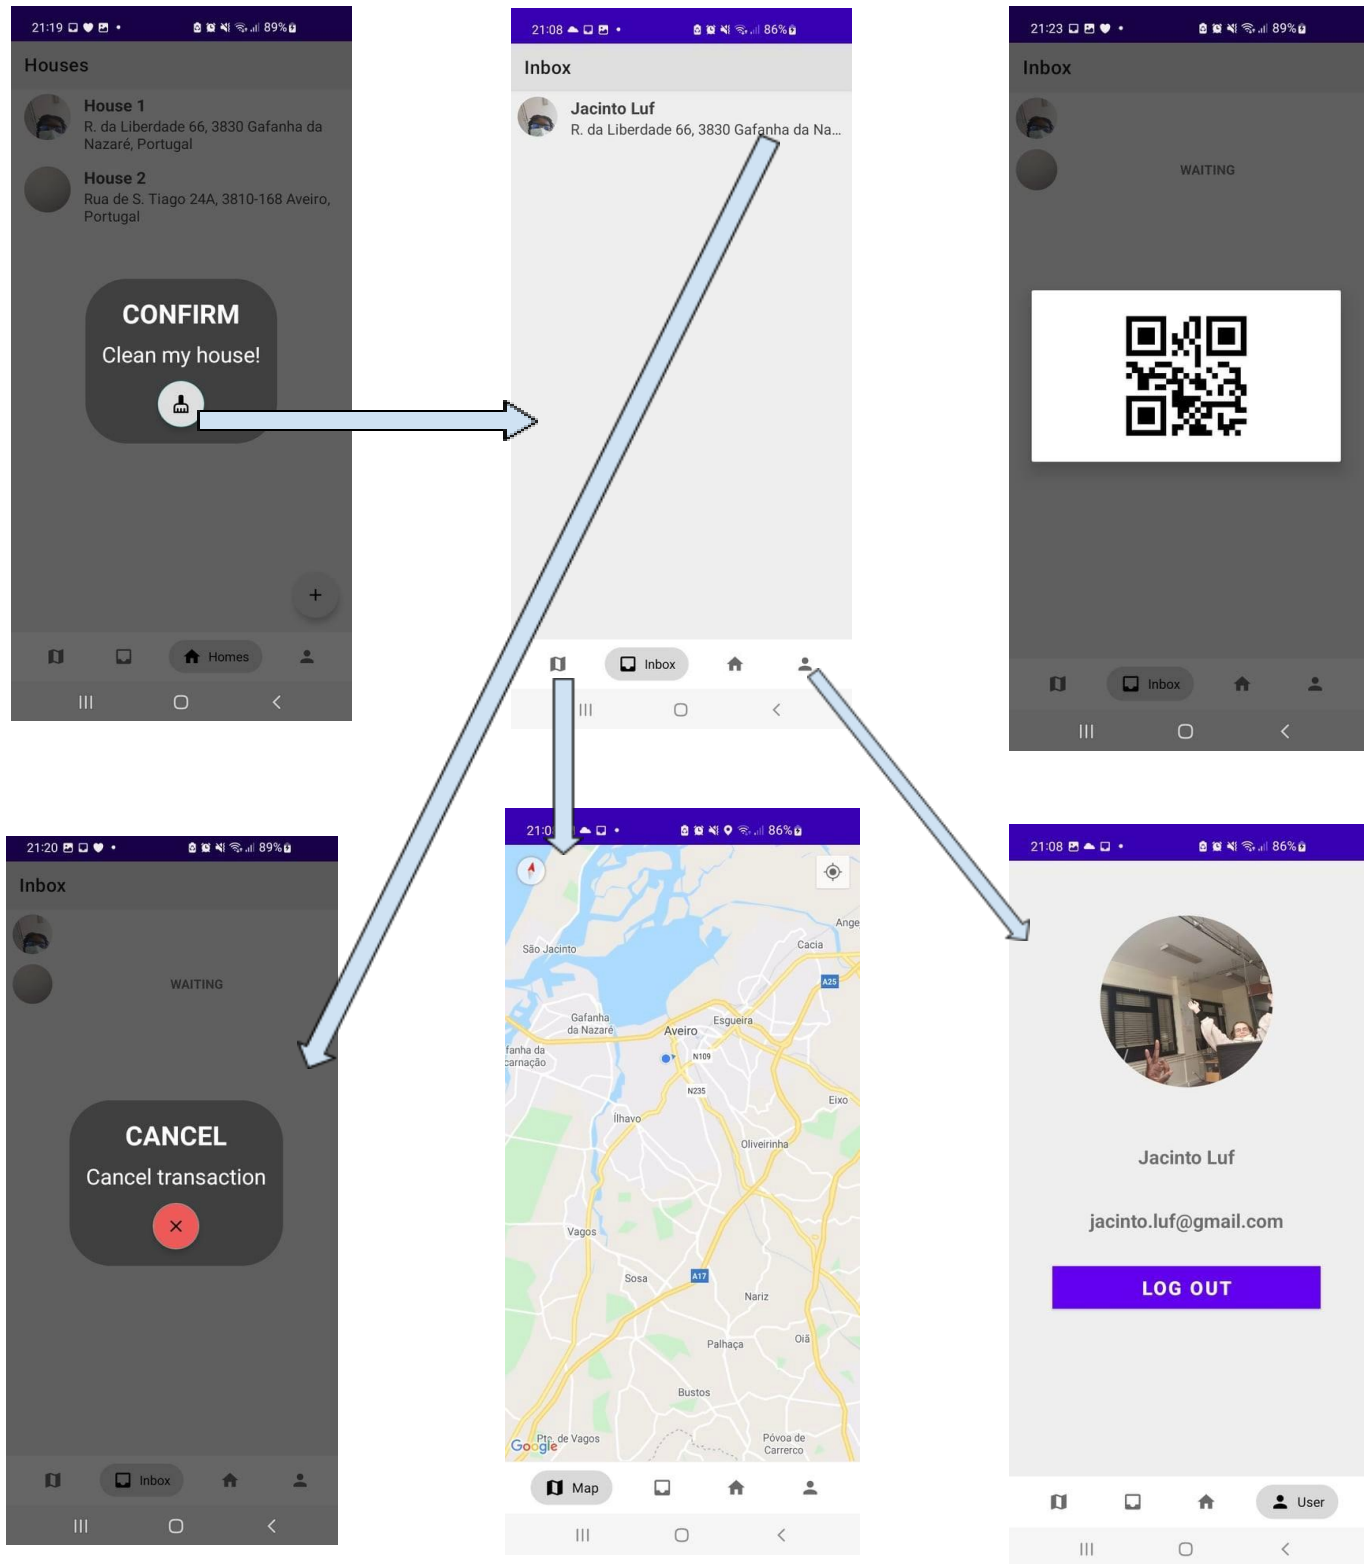 21:19
89%
Houses
House 1
R. da Liberdade 66, 3830 Gafanha da
Nazaré, Portugal
House 2
Rua de S. Tiago 24A, 3810-168 Aveiro,
Portugal
CONFIRM
Clean my house!
+
Homes
21:08
86%
Inbox
Jacinto Luf
R. da Liberdade 66, 3830 Gafanha da Na...
Inbox
21:23
89%
Inbox
WAITING
Inbox
21:20
89%
Inbox
WAITING
CANCEL
Cancel transaction
Inbox
86%
Ange
Cacia
São Jacinto
A25
Gafanha
da Nazaré
Esgueira
Aveiro
fanha da
carnação
N109
N235
Eixo
Ílhavo
Oliveirinha
Vagos
Sosa
A17
Nariz
Oiã
Palhaça
Bustos
Pte. de Vagos
Google
Póvoa de
Carrerco
Map
21:08
86%
Jacinto Luf
jacinto.luf@gmail.com
LOG OUT
User